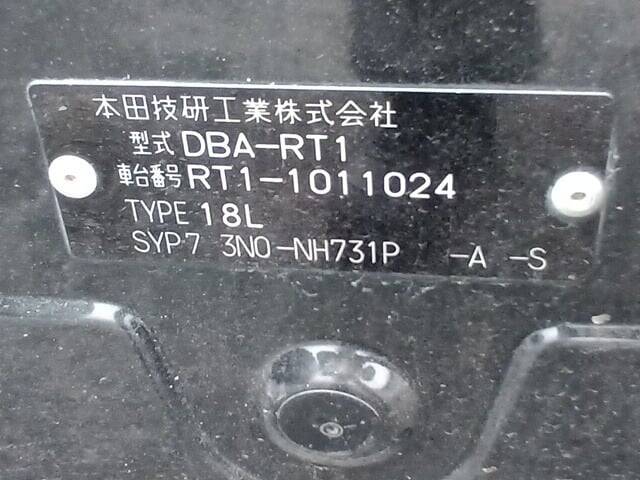 本田技研工業株式会社
型式 DBA-RT1
車台番号 RT1-1011024
TYPE 18L
SYP7 3N0-NH731P -A -S